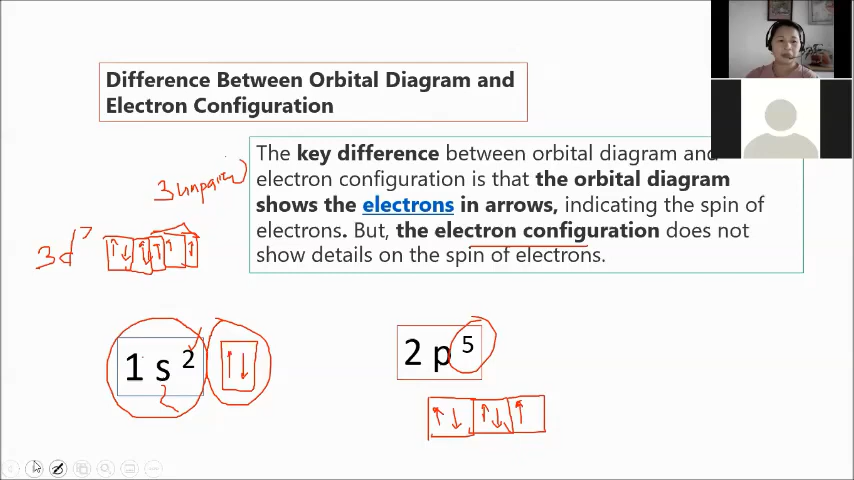 Difference Between Orbital Diagram and
Electron Configuration
The key difference between orbital diagram and
electron configuration is that the orbital diagram
shows the electrons in arrows, indicating the spin of
electrons. But, the electron configuration does not
show details on the spin of electrons.
3 unpaired
3d⁷
1 s ²
2 p ⁵